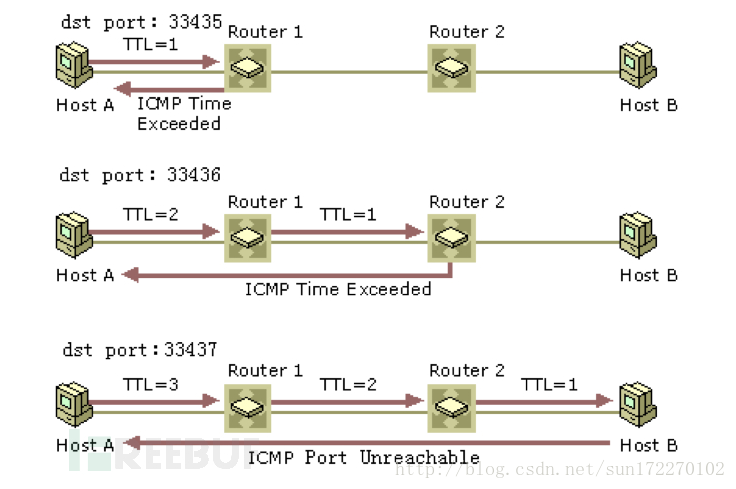 dst port: 33435
TTL=1
Router 1
Router 2
Host A
ICMP Time
Exceeded
Host B
dst port: 33436
TTL=2
Router 1
TTL=1
Router 2
Host A
ICMP Time Exceeded
Host B
dst port:33437
TTL=3
Router 1
TTL=2
Router 2
TTL=1
Host A
Host B
REEBUF
ICMP Port Unreachable
http://blog.csdn.net/sun172270102